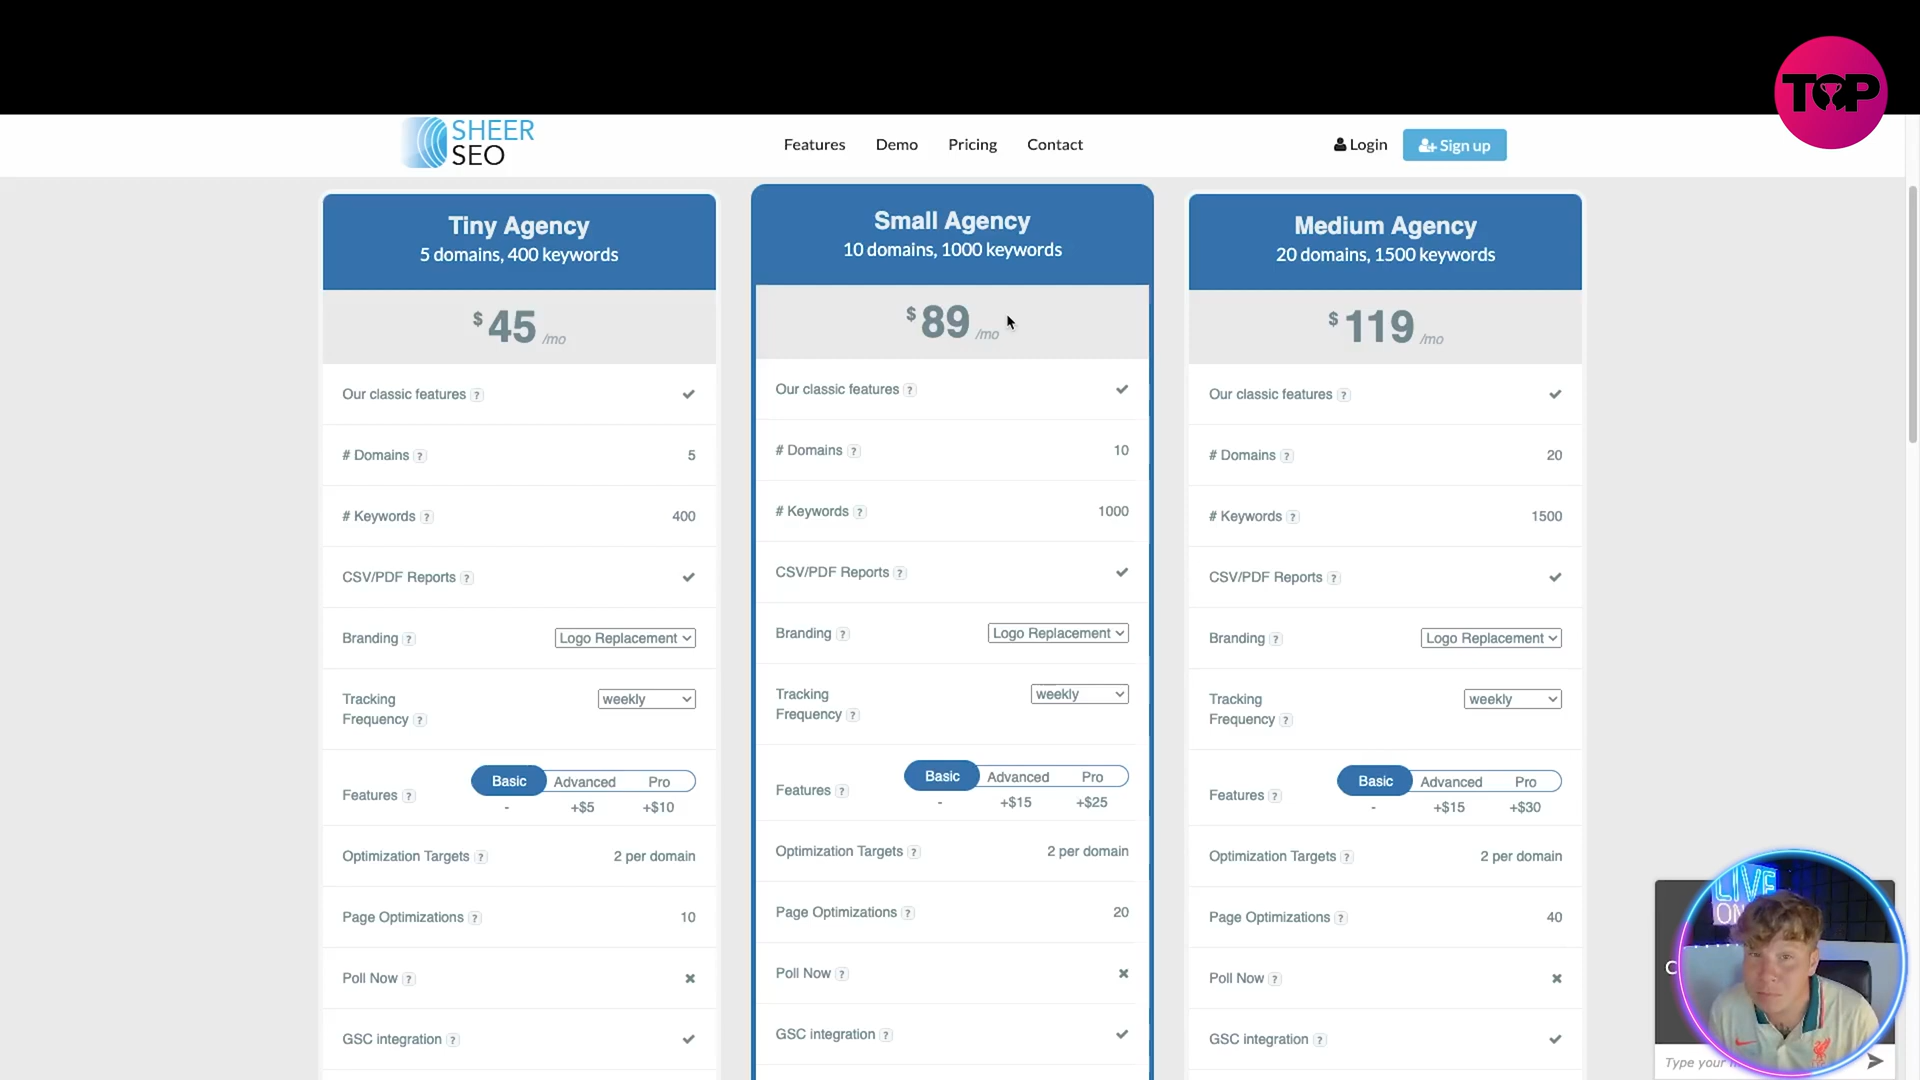 TOP
SHEER
SEO
Features
Demo
Pricing
Contact
Login
Sign up
Tiny Agency
5 domains, 400 keywords
$ 45 /mo
Our classic features ?
# Domains ? 5
# Keywords ? 400
CSV/PDF Reports ?
Branding ? Logo Replacement
Tracking
Frequency ? weekly
Features ? Basic Advanced Pro
- +$5 +$10
Optimization Targets ? 2 per domain
Page Optimizations ? 10
Poll Now ?
GSC integration ?
Small Agency
10 domains, 1000 keywords
$ 89 /mo
Our classic features ?
# Domains ? 10
# Keywords ? 1000
CSV/PDF Reports ?
Branding ? Logo Replacement
Tracking
Frequency ? weekly
Features ? Basic Advanced Pro
- +$15 +$25
Optimization Targets ? 2 per domain
Page Optimizations ? 20
Poll Now ?
GSC integration ?
Medium Agency
20 domains, 1500 keywords
$ 119 /mo
Our classic features ?
# Domains ? 20
# Keywords ? 1500
CSV/PDF Reports ?
Branding ? Logo Replacement
Tracking
Frequency ? weekly
Features ? Basic Advanced Pro
- +$15 +$30
Optimization Targets ? 2 per domain
Page Optimizations ? 40
Poll Now ?
GSC integration ?
LIVE
ON
Type your